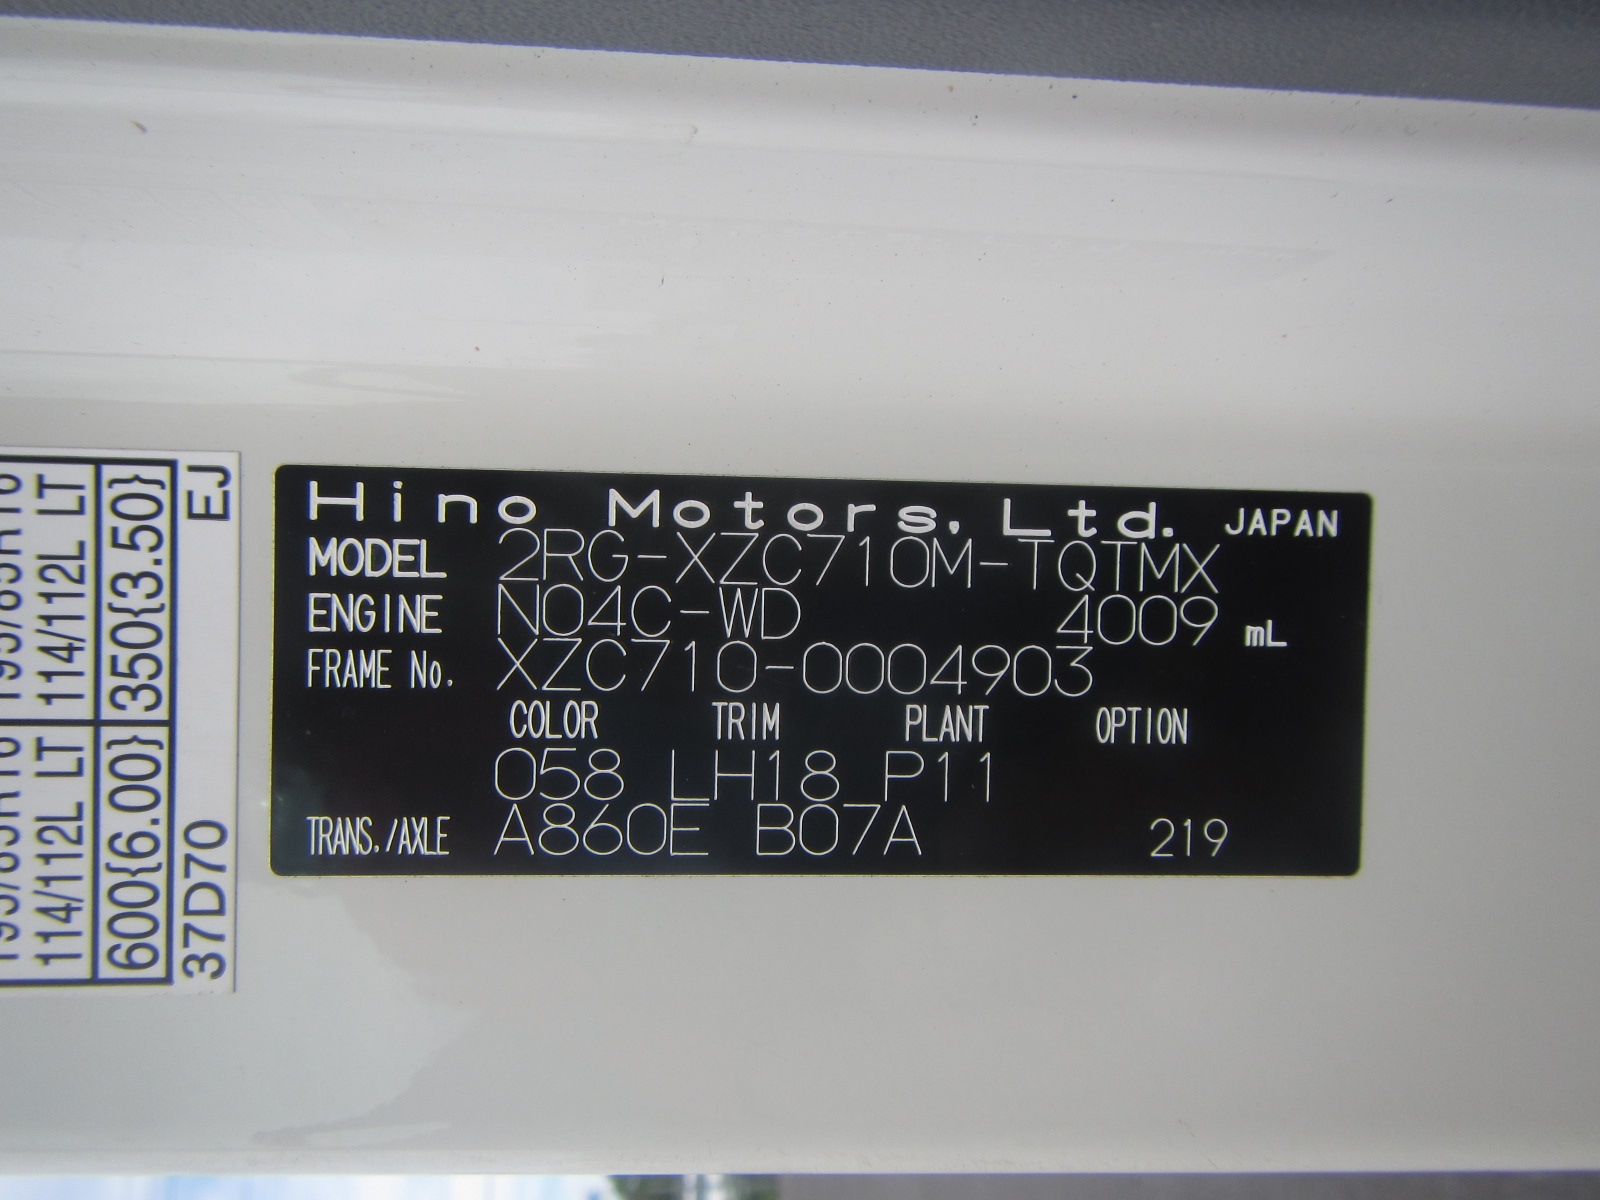 Hino Motors, Ltd. JAPAN
MODEL 2RG-XZC710M-TQTMX
ENGINE N04C-WD 4009 mL
FRAME No. XZC710-0004903
COLOR TRIM PLANT OPTION
058 LH18 P11
TRANS./AXLE A860E B07A 219
114/112L LT 114/112L LT
600{6.00} 350{3.50}
37D70 EJ